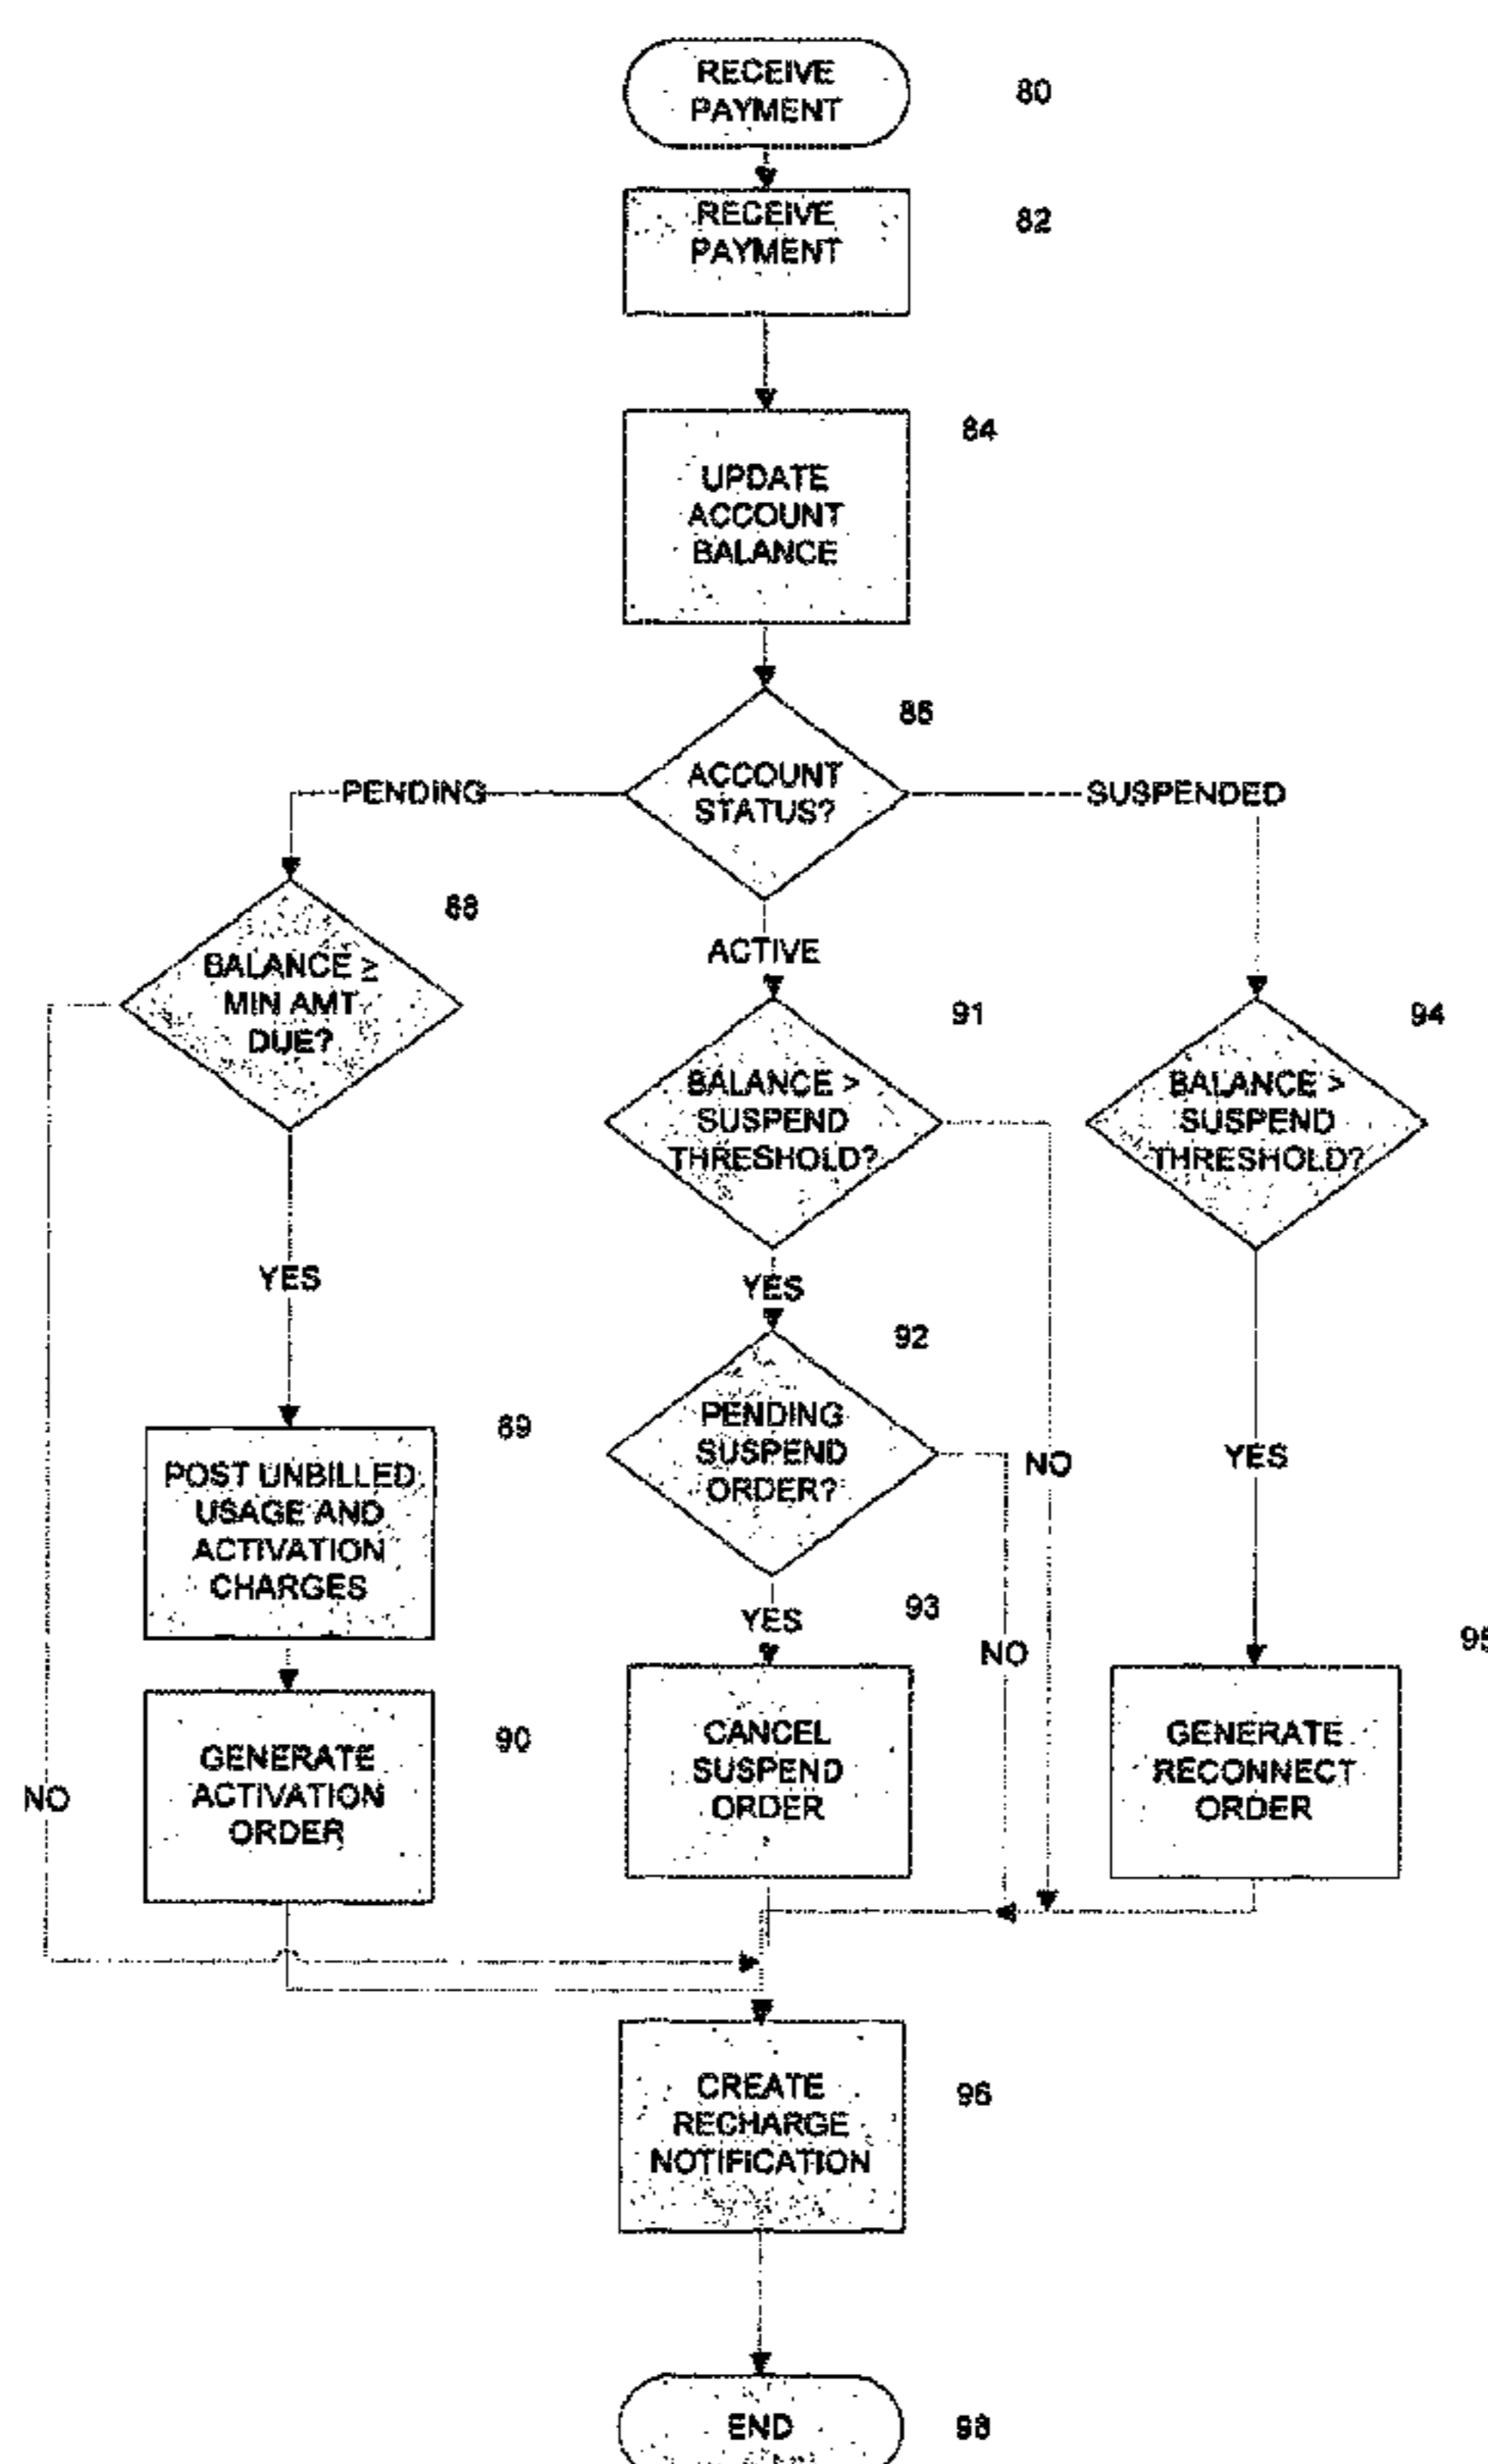 RECEIVE
PAYMENT
80
RECEIVE
PAYMENT
82
84
UPDATE
ACCOUNT
BALANCE
86
ACCOUNT
STATUS?
PENDING
SUSPENDED
ACTIVE
88
BALANCE ≥
MIN AMT
DUE?
91
BALANCE >
SUSPEND
THRESHOLD?
94
BALANCE >
SUSPEND
THRESHOLD?
YES
YES
92
PENDING
SUSPEND
ORDER?
NO
YES
89
POST UNBILLED
USAGE AND
ACTIVATION
CHARGES
YES
93
NO
CANCEL
SUSPEND
ORDER
GENERATE
RECONNECT
ORDER
90
GENERATE
ACTIVATION
ORDER
NO
CREATE
RECHARGE
NOTIFICATION
96
END
98